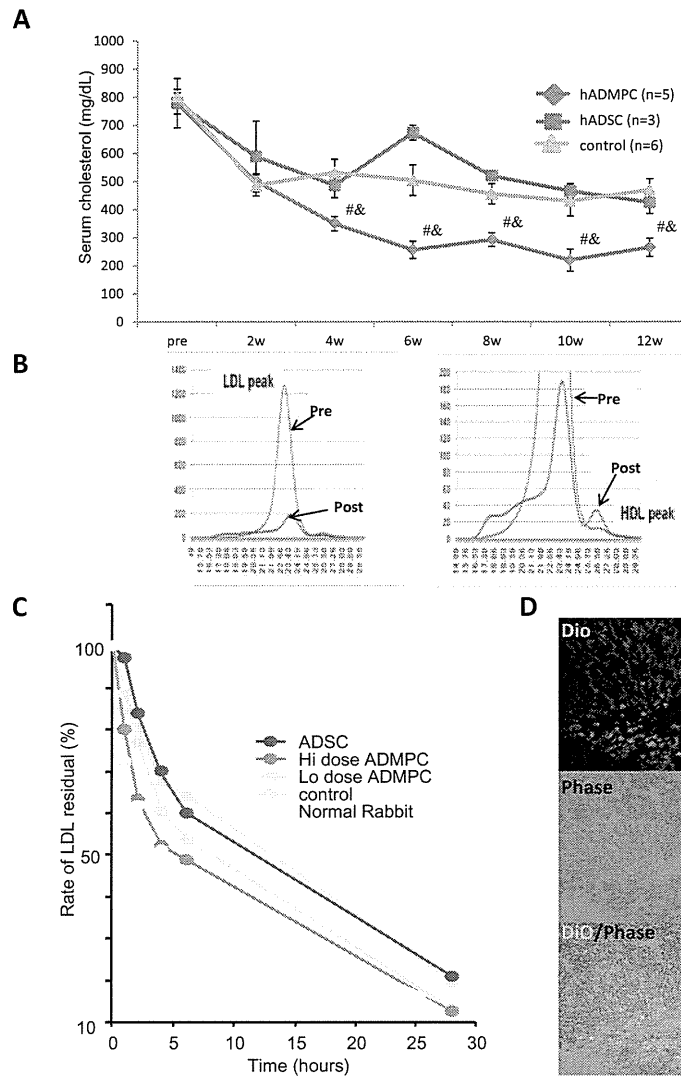 A
Serum cholesterol (mg/dL)
1000
900
800
700
600
500
400
300
200
100
0
hADMPC (n=5)
hADSC (n=3)
control (n=6)
#&
#&
#&
#&
#&
pre
2w
4w
6w
8w
10w
12w
B
LDL peak
Pre
Post
Pre
Post
HDL peak
C
Rate of LDL residual (%)
100
50
10
ADSC
Hi dose ADMPC
Lo dose ADMPC
control
Normal Rabbit
0
5
10
15
20
25
30
Time (hours)
D
Dio
Phase
DiO/Phase